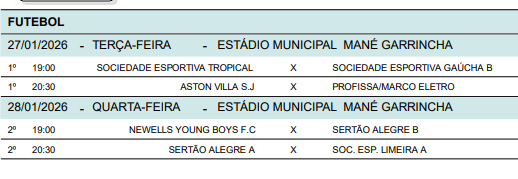 FUTEBOL
27/01/2026 - TERÇA-FEIRA - ESTÁDIO MUNICIPAL MANÉ GARRINCHA
1º 19:00 SOCIEDADE ESPORTIVA TROPICAL X SOCIEDADE ESPORTIVA GAÚCHA B
1º 20:30 ASTON VILLA S.J X PROFISSA/MARCO ELETRO
28/01/2026 - QUARTA-FEIRA - ESTÁDIO MUNICIPAL MANÉ GARRINCHA
2º 19:00 NEWELLS YOUNG BOYS F.C X SERTÃO ALEGRE B
2º 20:30 SERTÃO ALEGRE A X SOC. ESP. LIMEIRA A